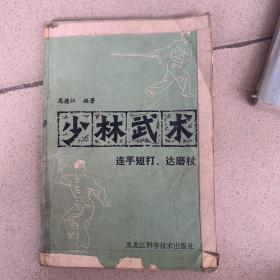 高德江 编著
少林武术
连手短打、达磨杖
黑龙江科学技术出版社